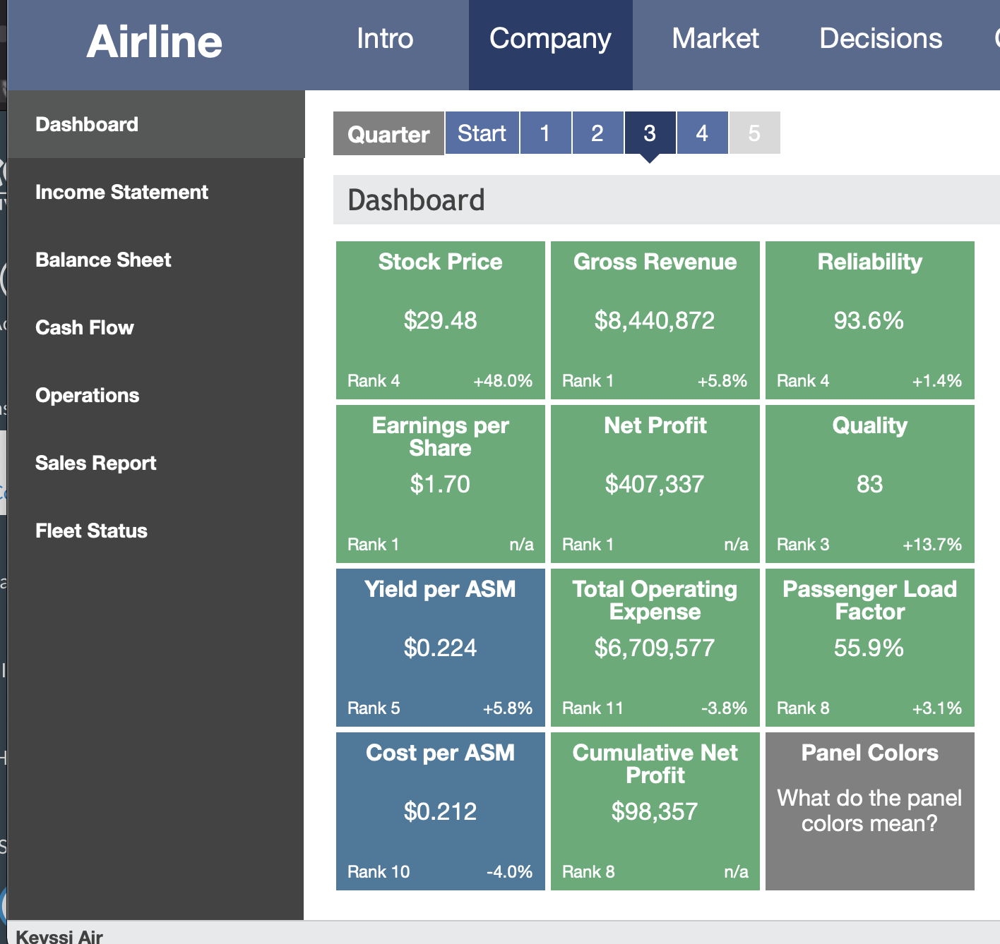 Airline
Intro
Company
Market
Decisions
Dashboard
Income Statement
Balance Sheet
Cash Flow
Operations
Sales Report
Fleet Status
Quarter Start 1 2 3 4 5
Dashboard
Stock Price
$29.48
Rank 4 +48.0%
Gross Revenue
$8,440,872
Rank 1 +5.8%
Reliability
93.6%
Rank 4 +1.4%
Earnings per
Share
$1.70
Rank 1 n/a
Net Profit
$407,337
Rank 1 n/a
Quality
83
Rank 3 +13.7%
Yield per ASM
$0.224
Rank 5 +5.8%
Total Operating
Expense
$6,709,577
Rank 11 -3.8%
Passenger Load
Factor
55.9%
Rank 8 +3.1%
Cost per ASM
$0.212
Rank 10 -4.0%
Cumulative Net
Profit
$98,357
Rank 8 n/a
Panel Colors
What do the panel
colors mean?
Keyssi Air